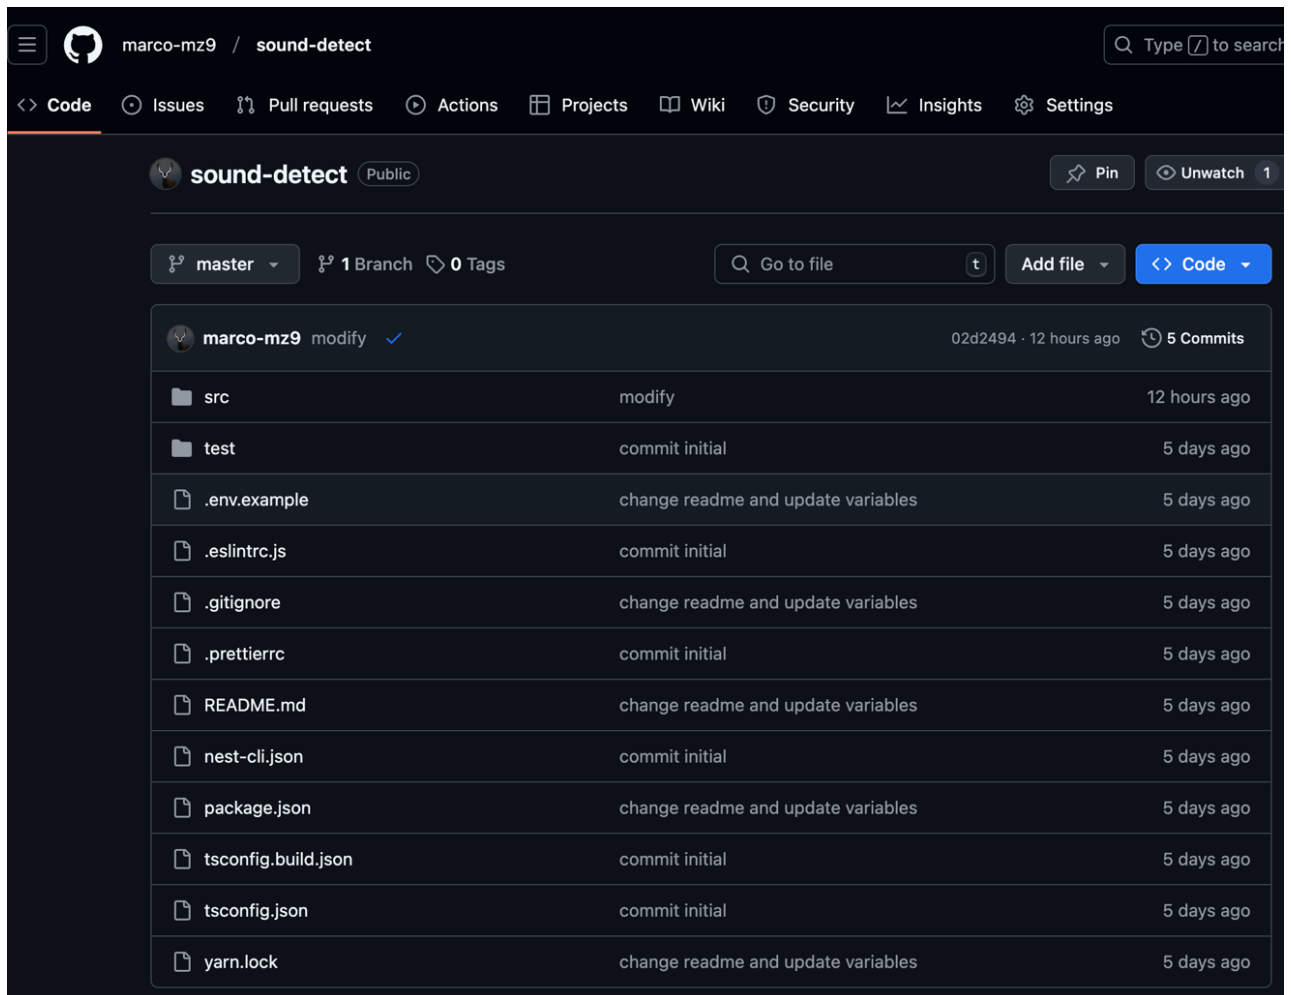 marco-mz9 / sound-detect Type / to search
Code Issues Pull requests Actions Projects Wiki Security Insights Settings
sound-detect Public Pin Unwatch 1
master 1 Branch 0 Tags Go to file t Add file Code
marco-mz9 modify 02d2494 · 12 hours ago 5 Commits
src modify 12 hours ago
test commit initial 5 days ago
.env.example change readme and update variables 5 days ago
.eslintrc.js commit initial 5 days ago
.gitignore change readme and update variables 5 days ago
.prettierrc commit initial 5 days ago
README.md change readme and update variables 5 days ago
nest-cli.json commit initial 5 days ago
package.json change readme and update variables 5 days ago
tsconfig.build.json commit initial 5 days ago
tsconfig.json commit initial 5 days ago
yarn.lock change readme and update variables 5 days ago